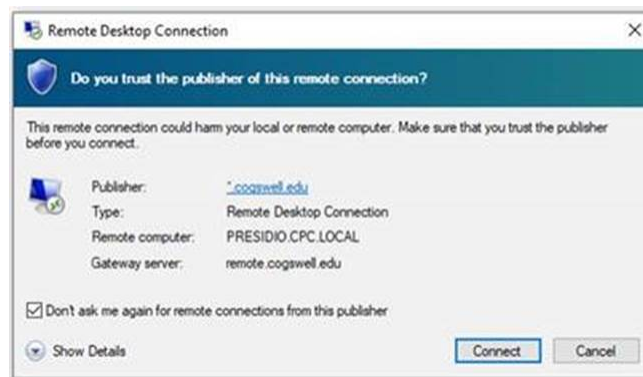 Remote Desktop Connection
Do you trust the publisher of this remote connection?
This remote connection could harm your local or remote computer. Make sure that you trust the publisher
before you connect.
Publisher: *.cogswell.edu
Type: Remote Desktop Connection
Remote computer: PRESIDIO.CPC.LOCAL
Gateway server: remote.cogswell.edu
Don't ask me again for remote connections from this publisher
Show Details Connect Cancel